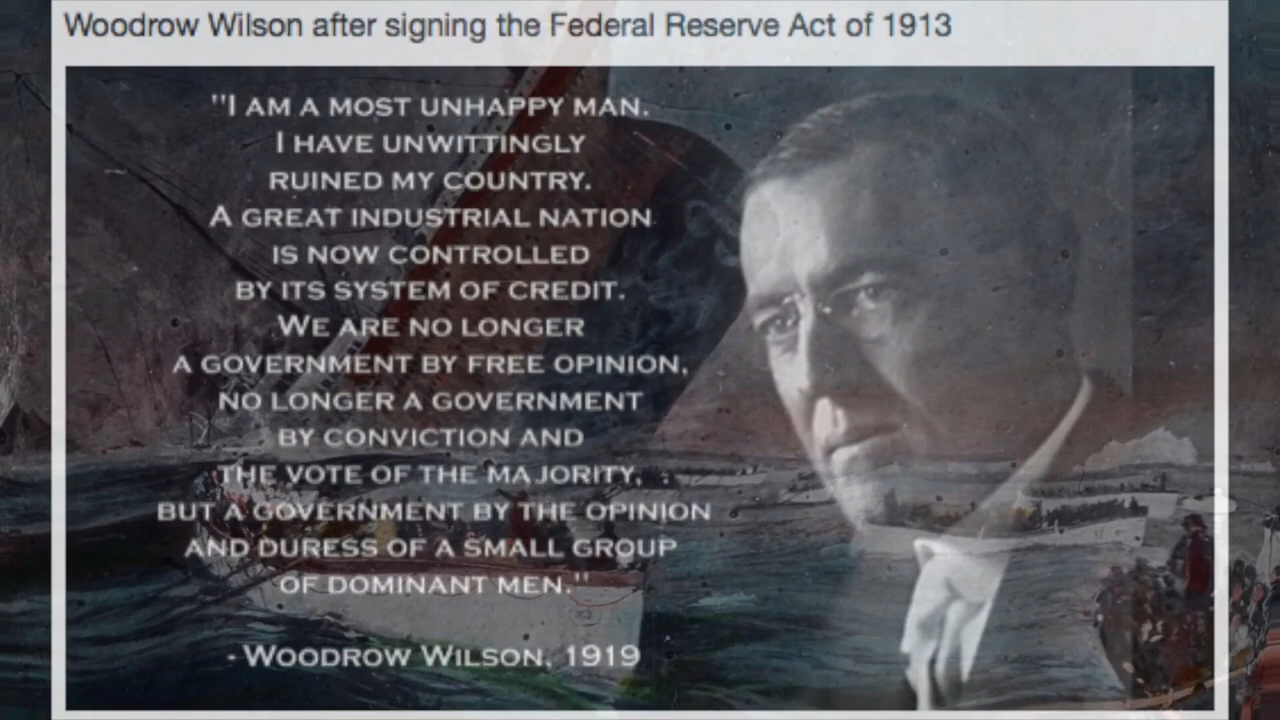 Woodrow Wilson after signing the Federal Reserve Act of 1913
"I AM A MOST UNHAPPY MAN.
I HAVE UNWITTINGLY
RUINED MY COUNTRY.
A GREAT INDUSTRIAL NATION
IS NOW CONTROLLED
BY ITS SYSTEM OF CREDIT.
WE ARE NO LONGER
A GOVERNMENT BY FREE OPINION,
NO LONGER A GOVERNMENT
BY CONVICTION AND
THE VOTE OF THE MAJORITY,
BUT A GOVERNMENT BY THE OPINION
AND DURESS OF A SMALL GROUP
OF DOMINANT MEN."
- WOODROW WILSON, 1919